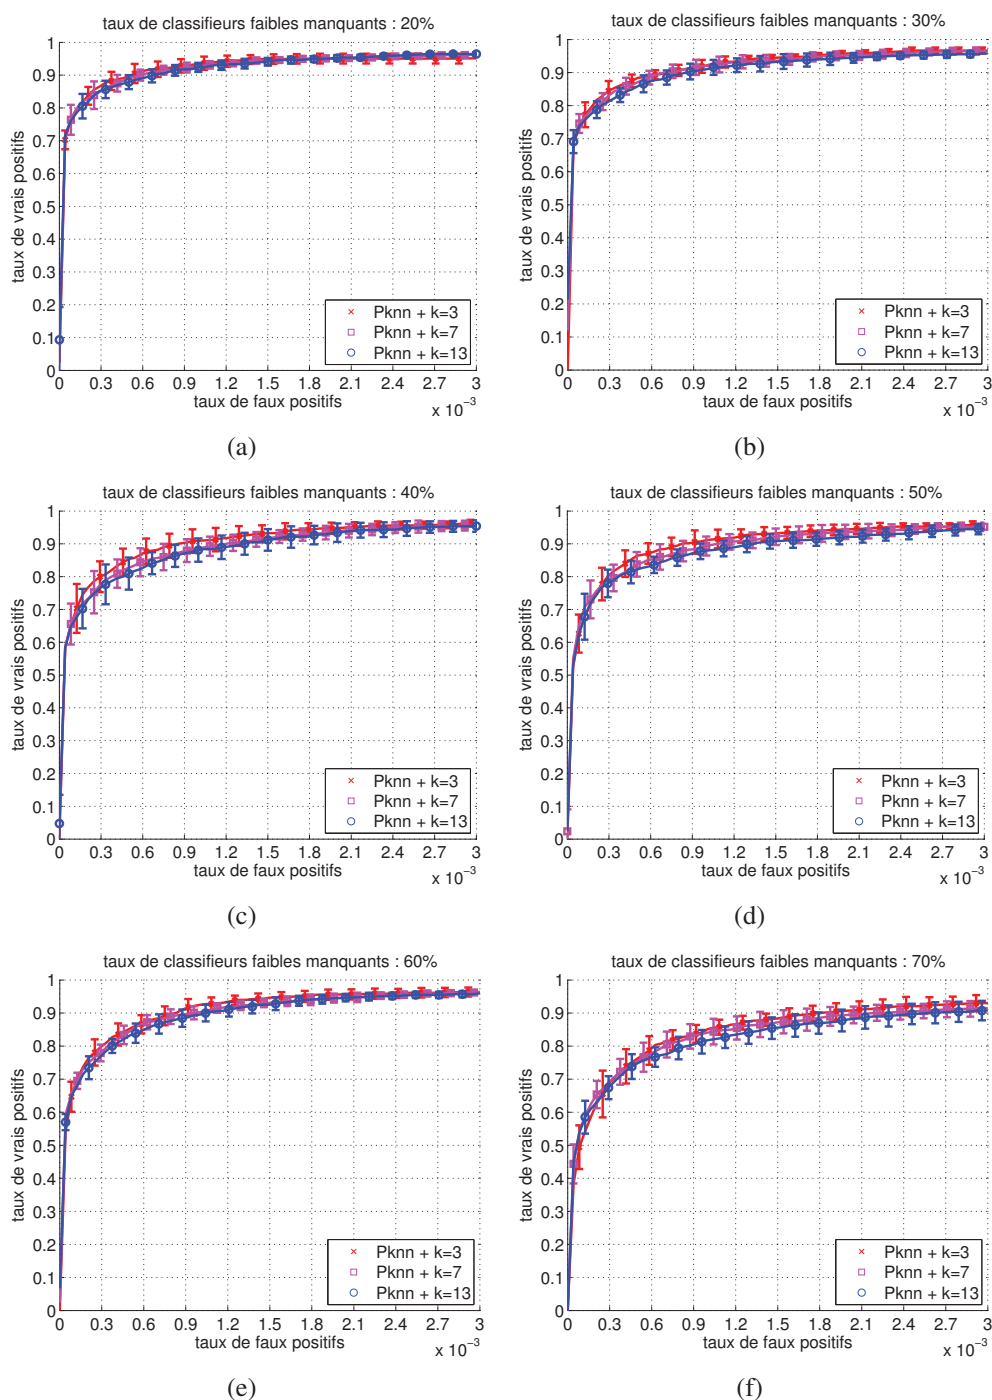 taux de classifieurs faibles manquants : 20%
taux de vrais positifs
1
0.9
0.8
0.7
0.6
0.5
0.4
0.3
0.2
0.1
0
Pknn + k=3
Pknn + k=7
Pknn + k=13
0 0.3 0.6 0.9 1.2 1.5 1.8 2.1 2.4 2.7 3
taux de faux positifs
x 10⁻³
(a)
taux de classifieurs faibles manquants : 30%
taux de vrais positifs
1
0.9
0.8
0.7
0.6
0.5
0.4
0.3
0.2
0.1
0
Pknn + k=3
Pknn + k=7
Pknn + k=13
0 0.3 0.6 0.9 1.2 1.5 1.8 2.1 2.4 2.7 3
taux de faux positifs
x 10⁻³
(b)
taux de classifieurs faibles manquants : 40%
taux de vrais positifs
1
0.9
0.8
0.7
0.6
0.5
0.4
0.3
0.2
0.1
0
Pknn + k=3
Pknn + k=7
Pknn + k=13
0 0.3 0.6 0.9 1.2 1.5 1.8 2.1 2.4 2.7 3
taux de faux positifs
x 10⁻³
(c)
taux de classifieurs faibles manquants : 50%
taux de vrais positifs
1
0.9
0.8
0.7
0.6
0.5
0.4
0.3
0.2
0.1
0
Pknn + k=3
Pknn + k=7
Pknn + k=13
0 0.3 0.6 0.9 1.2 1.5 1.8 2.1 2.4 2.7 3
taux de faux positifs
x 10⁻³
(d)
taux de classifieurs faibles manquants : 60%
taux de vrais positifs
1
0.9
0.8
0.7
0.6
0.5
0.4
0.3
0.2
0.1
0
Pknn + k=3
Pknn + k=7
Pknn + k=13
0 0.3 0.6 0.9 1.2 1.5 1.8 2.1 2.4 2.7 3
taux de faux positifs
x 10⁻³
(e)
taux de classifieurs faibles manquants : 70%
taux de vrais positifs
1
0.9
0.8
0.7
0.6
0.5
0.4
0.3
0.2
0.1
0
Pknn + k=3
Pknn + k=7
Pknn + k=13
0 0.3 0.6 0.9 1.2 1.5 1.8 2.1 2.4 2.7 3
taux de faux positifs
x 10⁻³
(f)